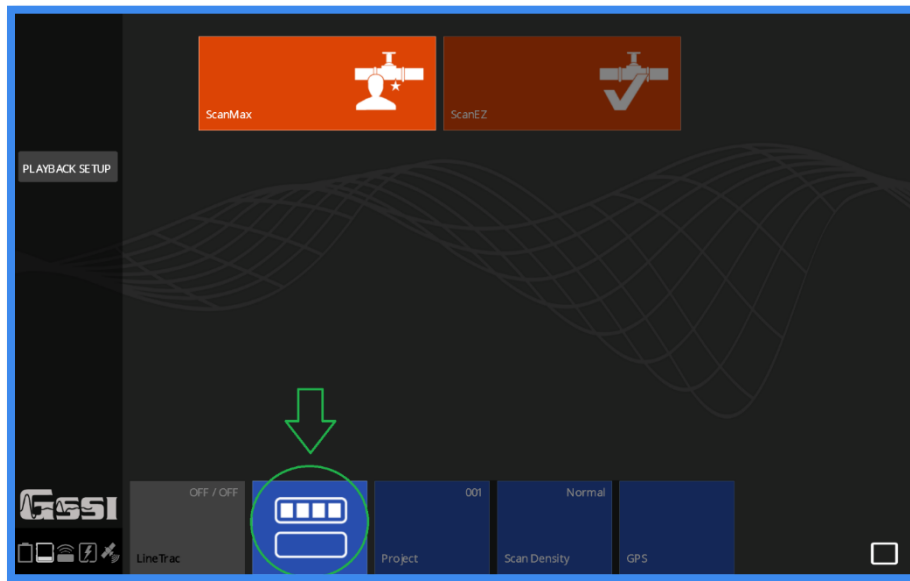 ScanMax
ScanEZ
PLAYBACK SETUP
GSSI
OFF / OFF
LineTrac
001
Project
Normal
Scan Density
GPS